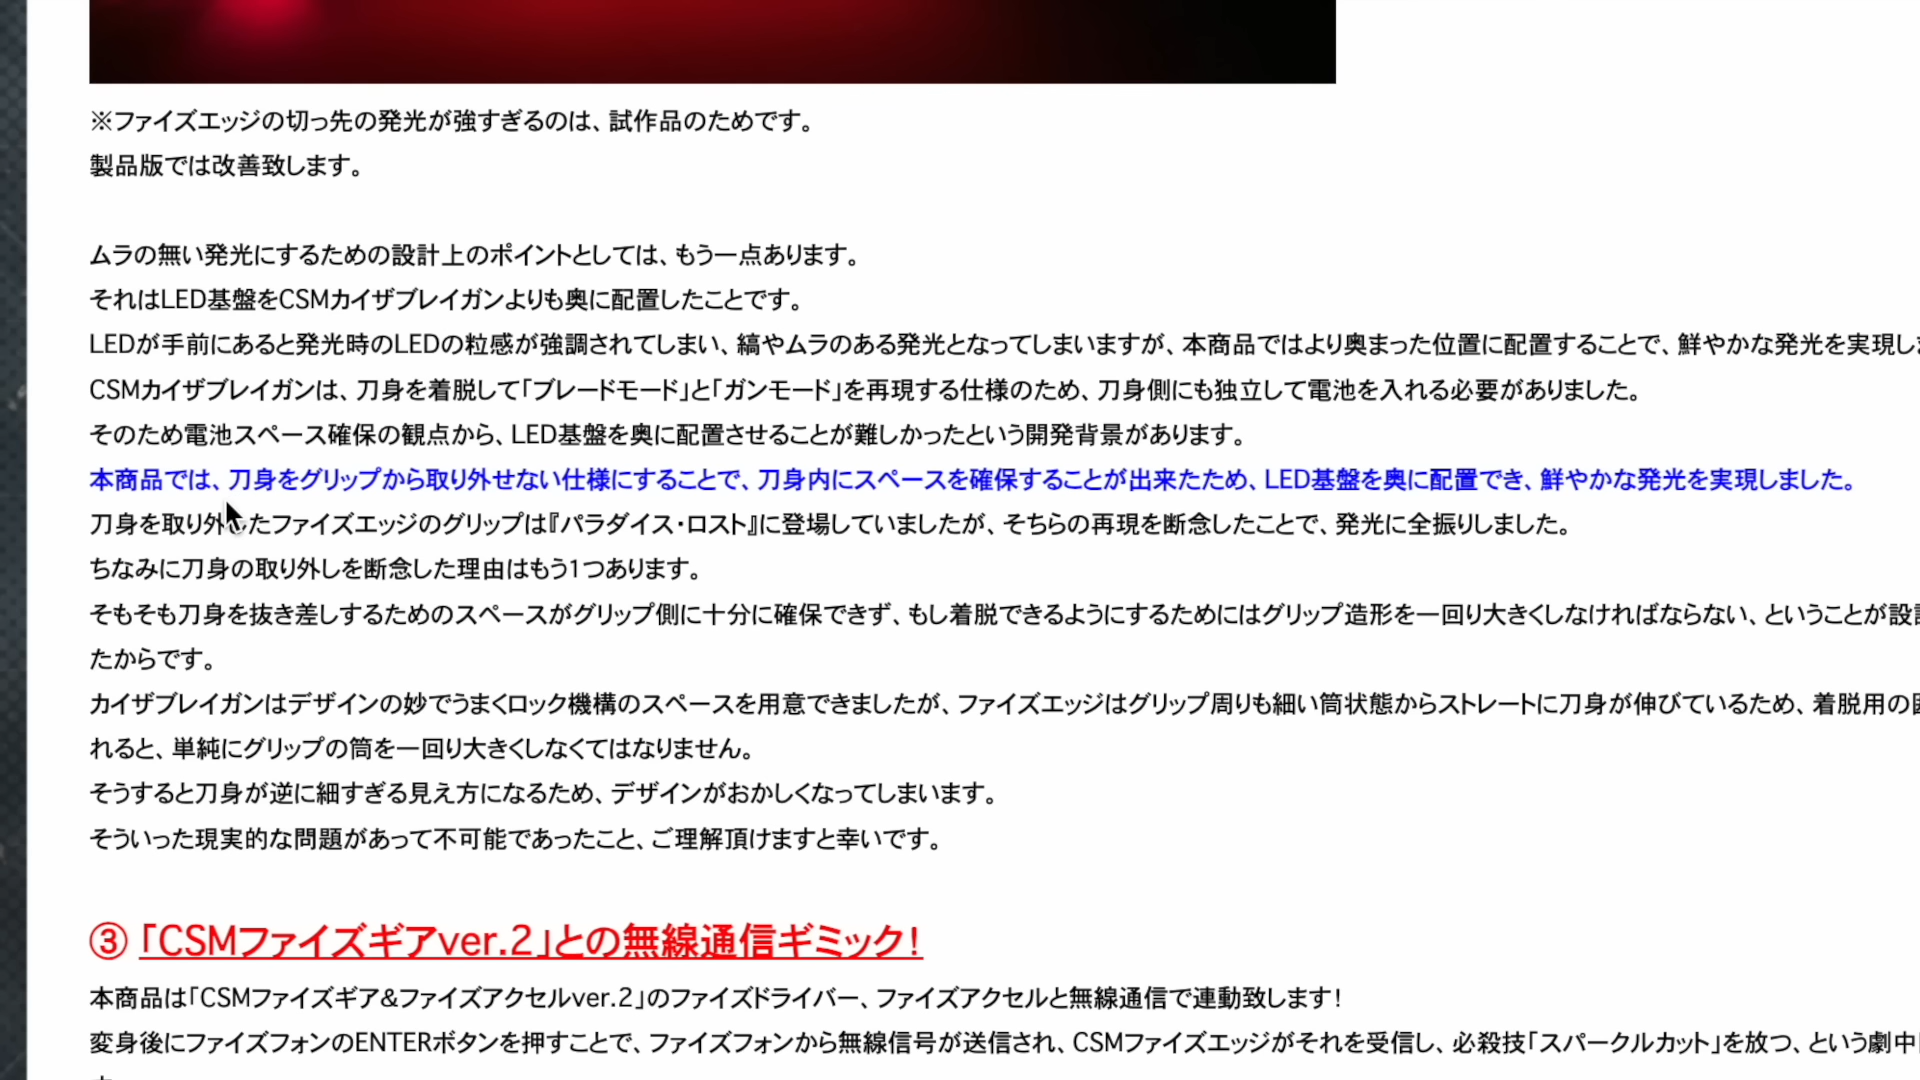 ※ファイズエッジの切っ先の発光が強すぎるのは、試作品のためです。
製品版では改善致します。
ムラの無い発光にするための設計上のポイントとしては、もう一点あります。
それはLED基盤をCSMカイザブレイガンよりも奥に配置したことです。
LEDが手前にあると発光時のLEDの粒感が強調されてしまい、縞やムラのある発光となってしまいますが、本商品ではより奥まった位置に配置することで、鮮やかな発光を実現し
CSMカイザブレイガンは、刀身を着脱して「ブレードモード」と「ガンモード」を再現する仕様のため、刀身側にも独立して電池を入れる必要がありました。
そのため電池スペース確保の観点から、LED基盤を奥に配置させることが難しかったという開発背景があります。
本商品では、刀身をグリップから取り外せない仕様にすることで、刀身内にスペースを確保することが出来たため、LED基盤を奥に配置でき、鮮やかな発光を実現しました。
刀身を取り外たファイズエッジのグリップは『パラダイス・ロスト』に登場していましたが、そちらの再現を断念したことで、発光に全振りしました。
ちなみに刀身の取り外しを断念した理由はもう1つあります。
そもそも刀身を抜き差しするためのスペースがグリップ側に十分に確保できず、もし着脱できるようにするためにはグリップ造形を一回り大きくしなければならない、ということが設
たからです。
カイザブレイガンはデザインの妙でうまくロック機構のスペースを用意できましたが、ファイズエッジはグリップ周りも細い筒状態からストレートに刀身が伸びているため、着脱用の
れると、単純にグリップの筒を一回り大きくしなくてはなりません。
そうすると刀身が逆に細すぎる見え方になるため、デザインがおかしくなってしまいます。
そういった現実的な問題があって不可能であったこと、ご理解頂けますと幸いです。
③「CSMファイズギアver.2」との無線通信ギミック！
本商品は「CSMファイズギア&ファイズアクセルver.2」のファイズドライバー、ファイズアクセルと無線通信で連動致します！
変身後にファイズフォンのENTERボタンを押すことで、ファイズフォンから無線信号が送信され、CSMファイズエッジがそれを受信し、必殺技「スパークルカット」を放つ、という劇中